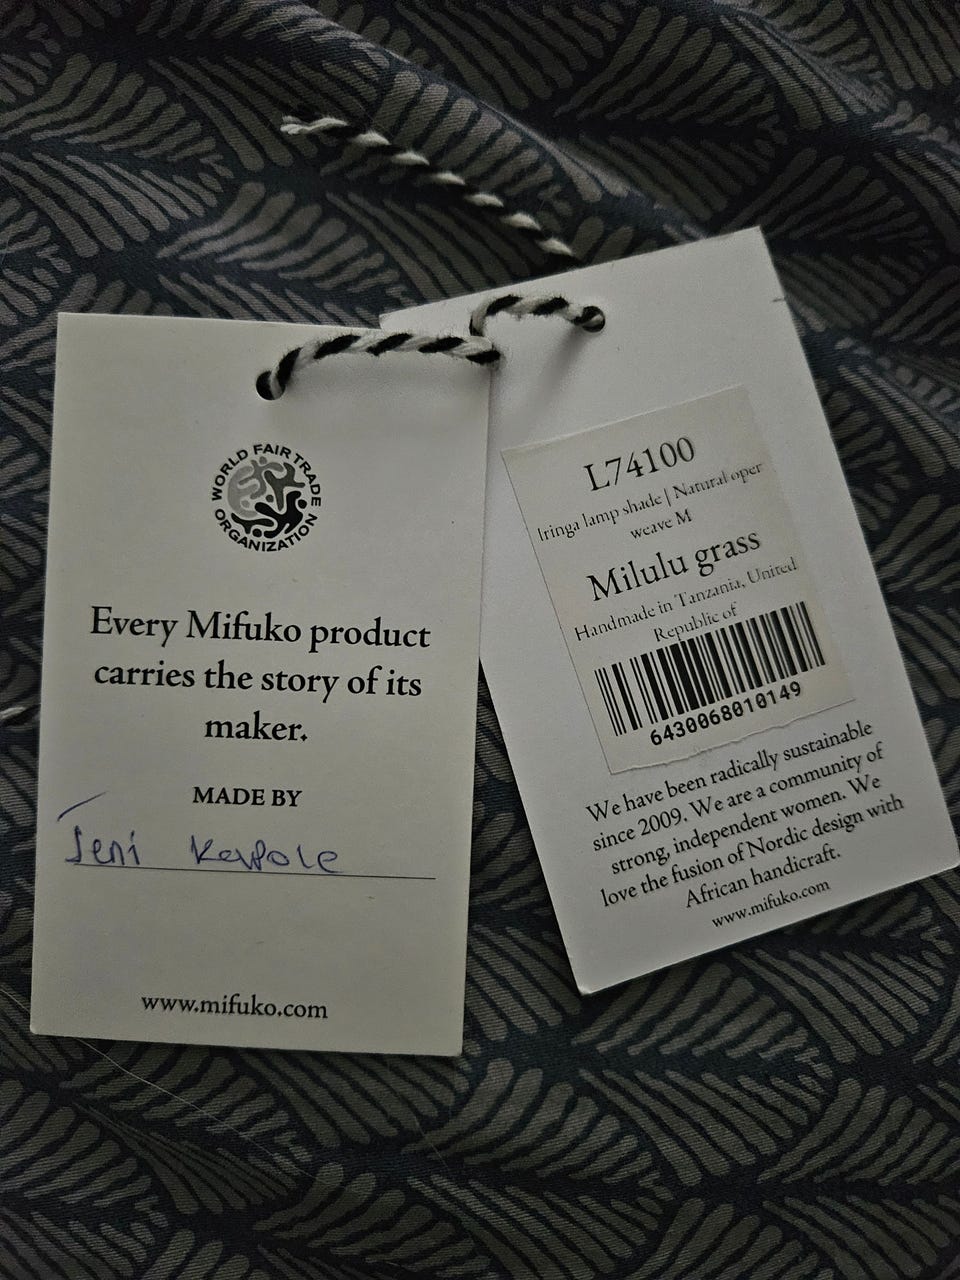 WORLD FAIR TRADE
ORGANIZATION
Every Mifuko product
carries the story of its
maker.
MADE BY
Jeni
www.mifuko.com
L74100
Iringa lamp shade | Natural oper
weave M
Milulu grass
Handmade in Tanzania, United
Republic of
6430068010149
We have been radically sustainable
since 2009. We are a community of
strong, independent women. We
love the fusion of Nordic design with
African handicraft.
www.mifuko.com